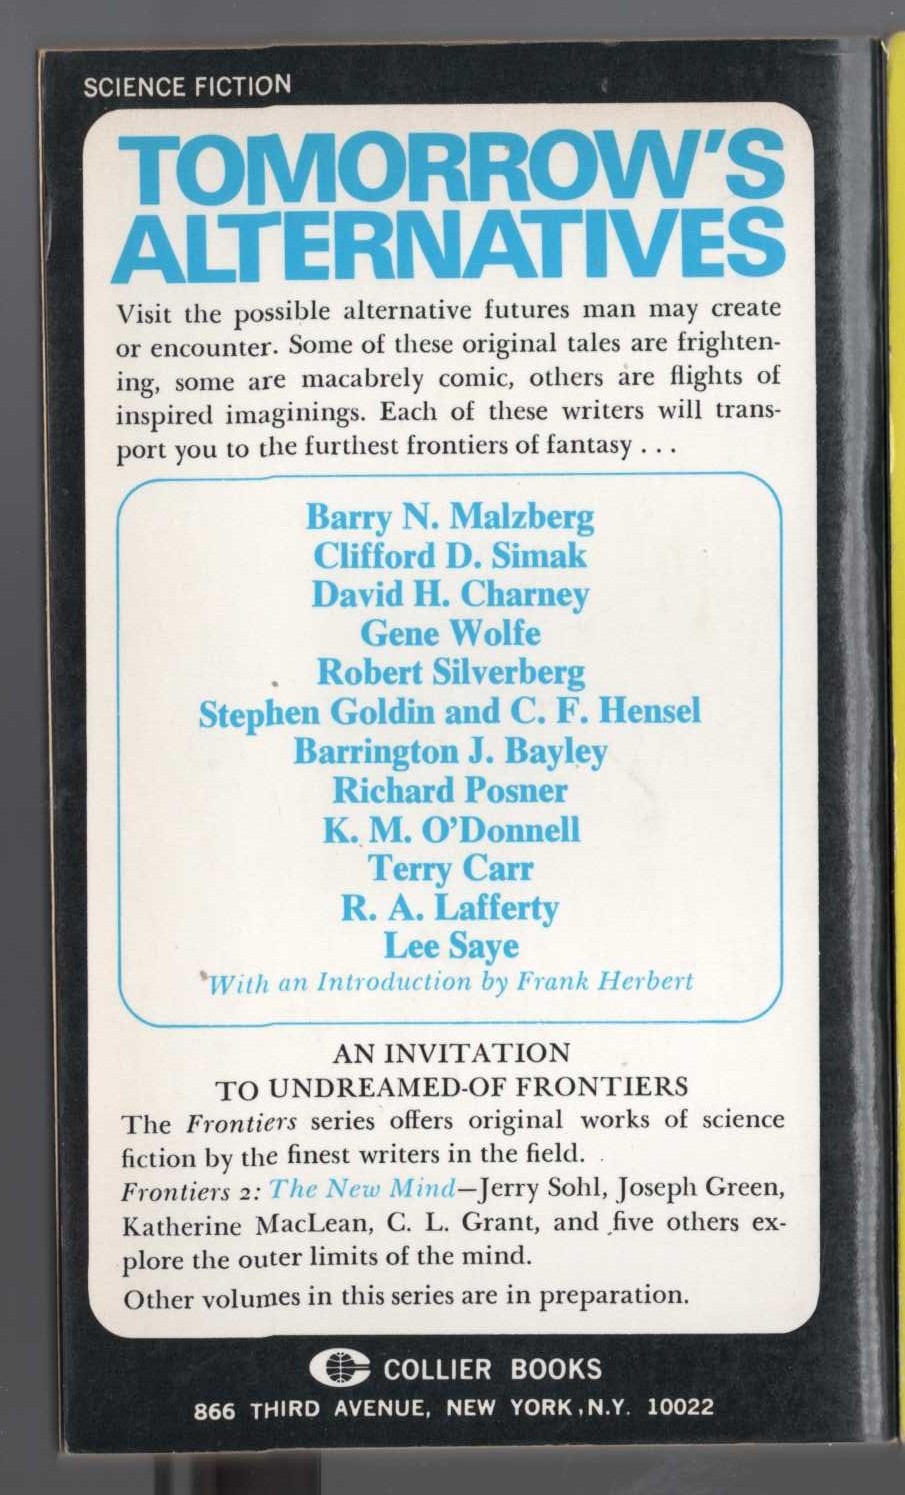 SCIENCE FICTION
TOMORROW'S
ALTERNATIVES
Visit the possible alternative futures man may create
or encounter. Some of these original tales are frighten-
ing, some are macabrely comic, others are flights of
inspired imaginings. Each of these writers will trans-
port you to the furthest frontiers of fantasy . . .
Barry N. Malzberg
Clifford D. Simak
David H. Charney
Gene Wolfe
Robert Silverberg
Stephen Goldin and C. F. Hensel
Barrington J. Bayley
Richard Posner
K. M. O'Donnell
Terry Carr
R. A. Lafferty
Lee Saye
With an Introduction by Frank Herbert
AN INVITATION
TO UNDREAMED-OF FRONTIERS
The Frontiers series offers original works of science
fiction by the finest writers in the field.
Frontiers 2: The New Mind—Jerry Sohl, Joseph Green,
Katherine MacLean, C. L. Grant, and five others ex-
plore the outer limits of the mind.
Other volumes in this series are in preparation.
COLLIER BOOKS
866 THIRD AVENUE, NEW YORK, N.Y. 10022